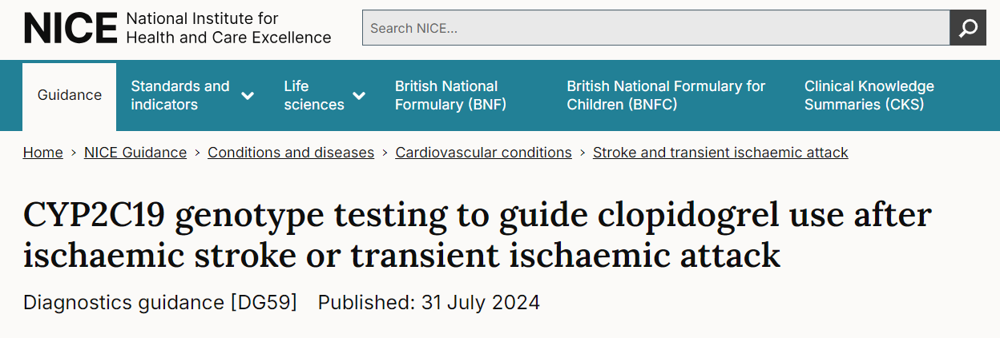 NICE National Institute for
Health and Care Excellence
Search NICE...
Guidance
Standards and
indicators
Life
sciences
British National
Formulary (BNF)
British National Formulary for
Children (BNFC)
Clinical Knowledge
Summaries (CKS)
Home > NICE Guidance > Conditions and diseases > Cardiovascular conditions > Stroke and transient ischaemic attack
CYP2C19 genotype testing to guide clopidogrel use after
ischaemic stroke or transient ischaemic attack
Diagnostics guidance [DG59] Published: 31 July 2024